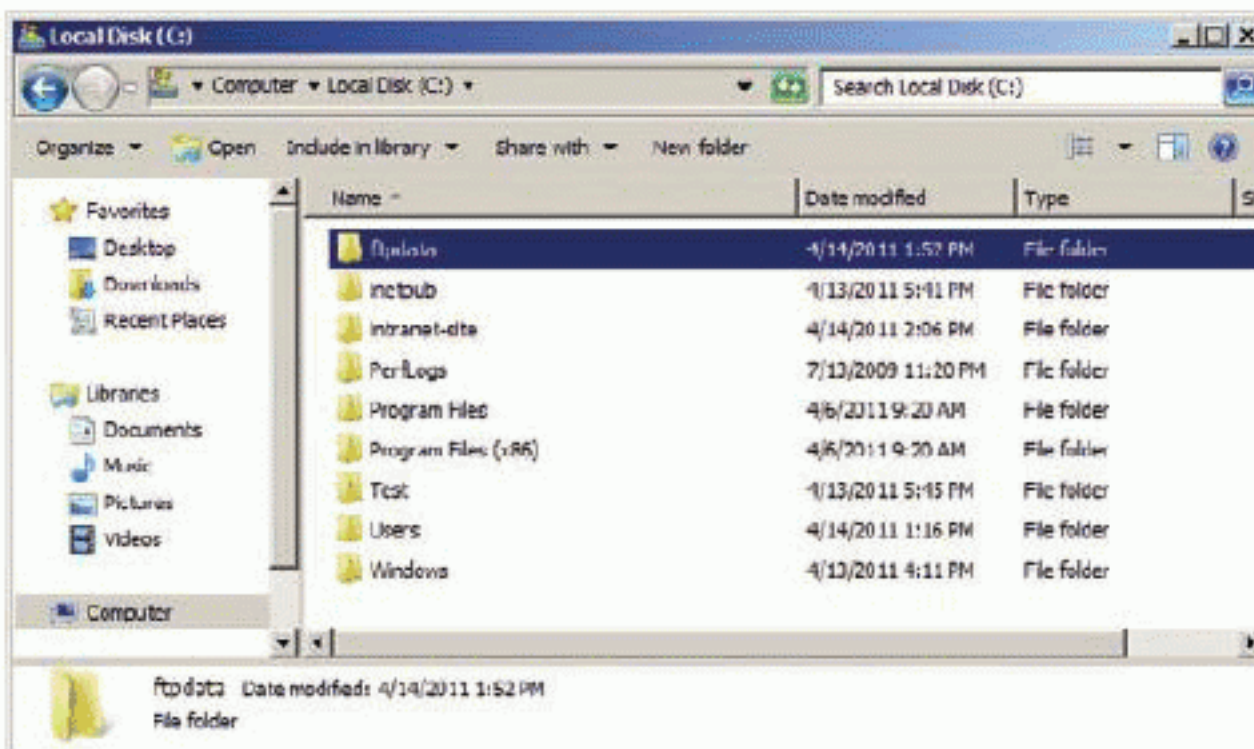 Local Disk (C:)
Computer Local Disk (C:)
Search Local Disk (C:)
Organize Open Include in library Share with New folder
Name Date modified Type S
Favorites
Desktop
Downloads
Recent Places
Libraries
Documents
Music
Pictures
Videos
Computer
ftpdata 4/14/2011 1:52 PM File folder
inetpub 4/13/2011 5:41 PM File folder
intranet-site 4/14/2011 2:06 PM File folder
PerfLogs 7/13/2009 11:20 PM File folder
Program Files 4/6/2011 9:20 AM File folder
Program Files (x86) 4/6/2011 9:20 AM File folder
Test 4/13/2011 5:45 PM File folder
Users 4/14/2011 1:16 PM File folder
Windows 4/13/2011 4:11 PM File folder
ftpdata Date modified: 4/14/2011 1:52 PM
File folder